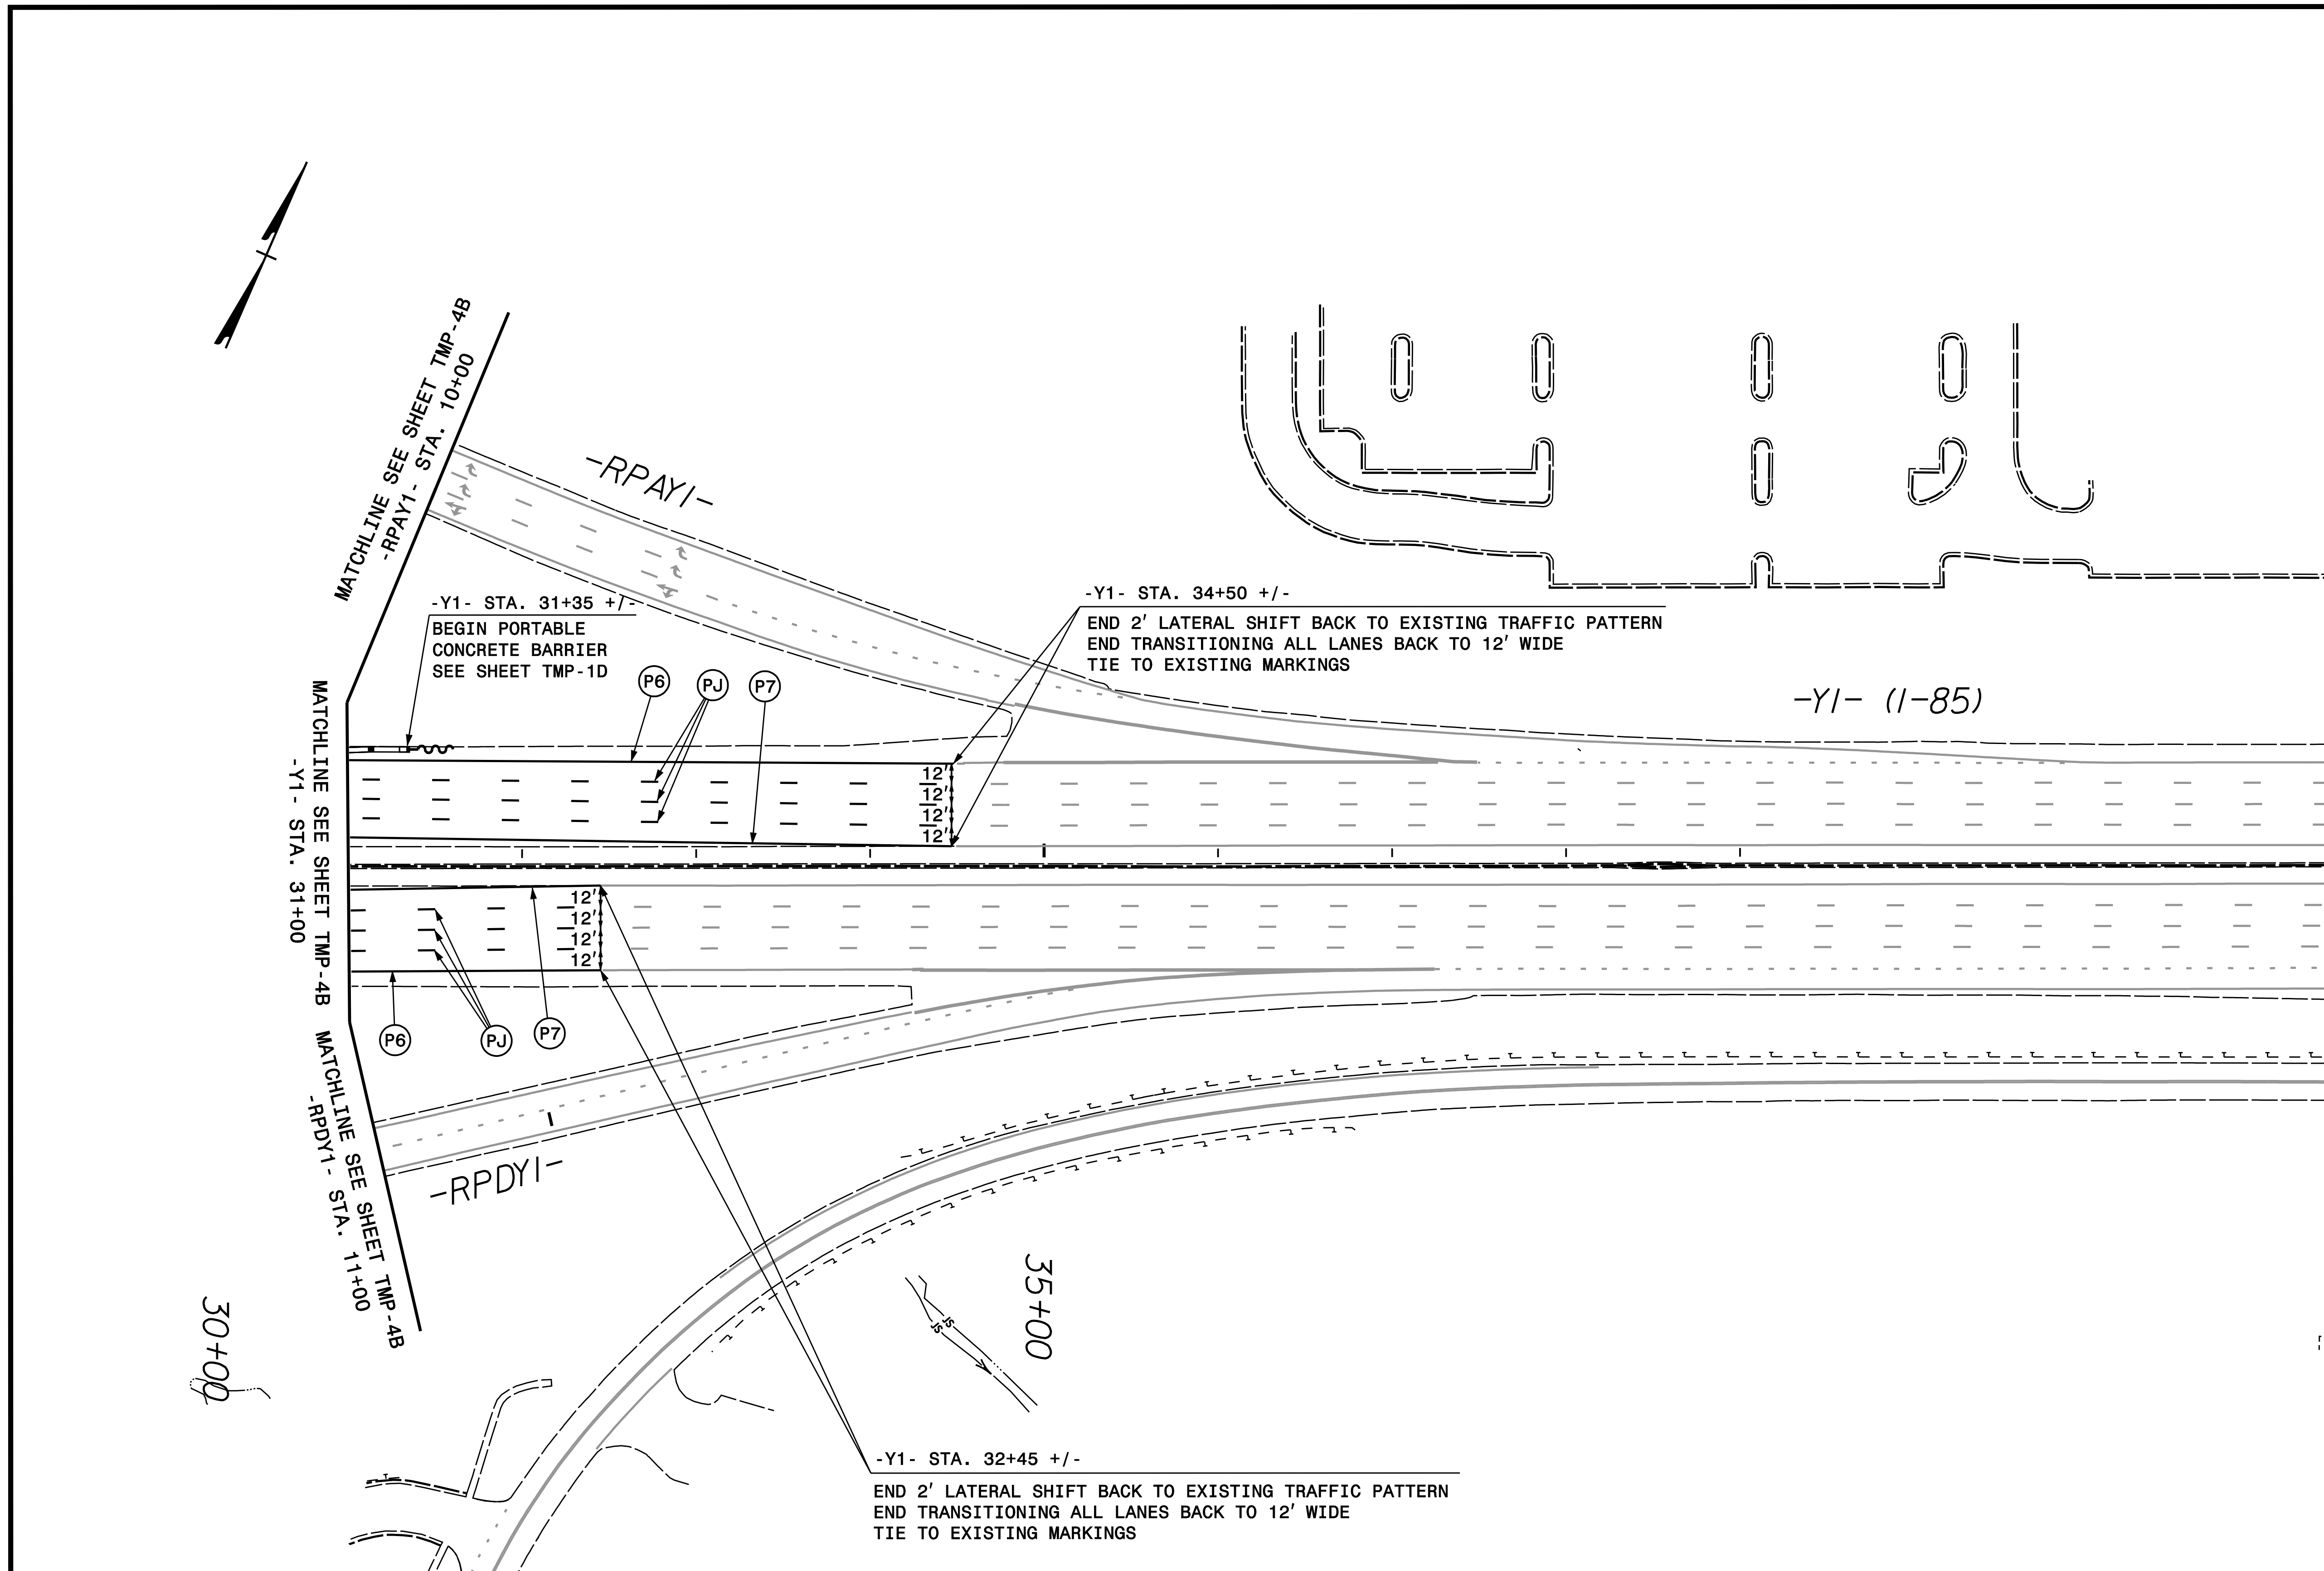 MATCHLINE SEE SHEET TMP-4B
-RPAY1- STA. 10+00
-RPAY1-
-Y1- STA. 31+35 +/-
BEGIN PORTABLE
CONCRETE BARRIER
SEE SHEET TMP-1D
P6
PJ
P7
-Y1- STA. 34+50 +/-
END 2' LATERAL SHIFT BACK TO EXISTING TRAFFIC PATTERN
END TRANSITIONING ALL LANES BACK TO 12' WIDE
TIE TO EXISTING MARKINGS
-Y1- (I-85)
MATCHLINE SEE SHEET TMP-4B
-Y1- STA. 31+00
12'
12'
12'
12'
12'
12'
12'
12'
P6
PJ
P7
MATCHLINE SEE SHEET TMP-4B
-RPDY1- STA. 11+00
-RPDY1-
30+00
35+00
JS
JS
-Y1- STA. 32+45 +/-
END 2' LATERAL SHIFT BACK TO EXISTING TRAFFIC PATTERN
END TRANSITIONING ALL LANES BACK TO 12' WIDE
TIE TO EXISTING MARKINGS